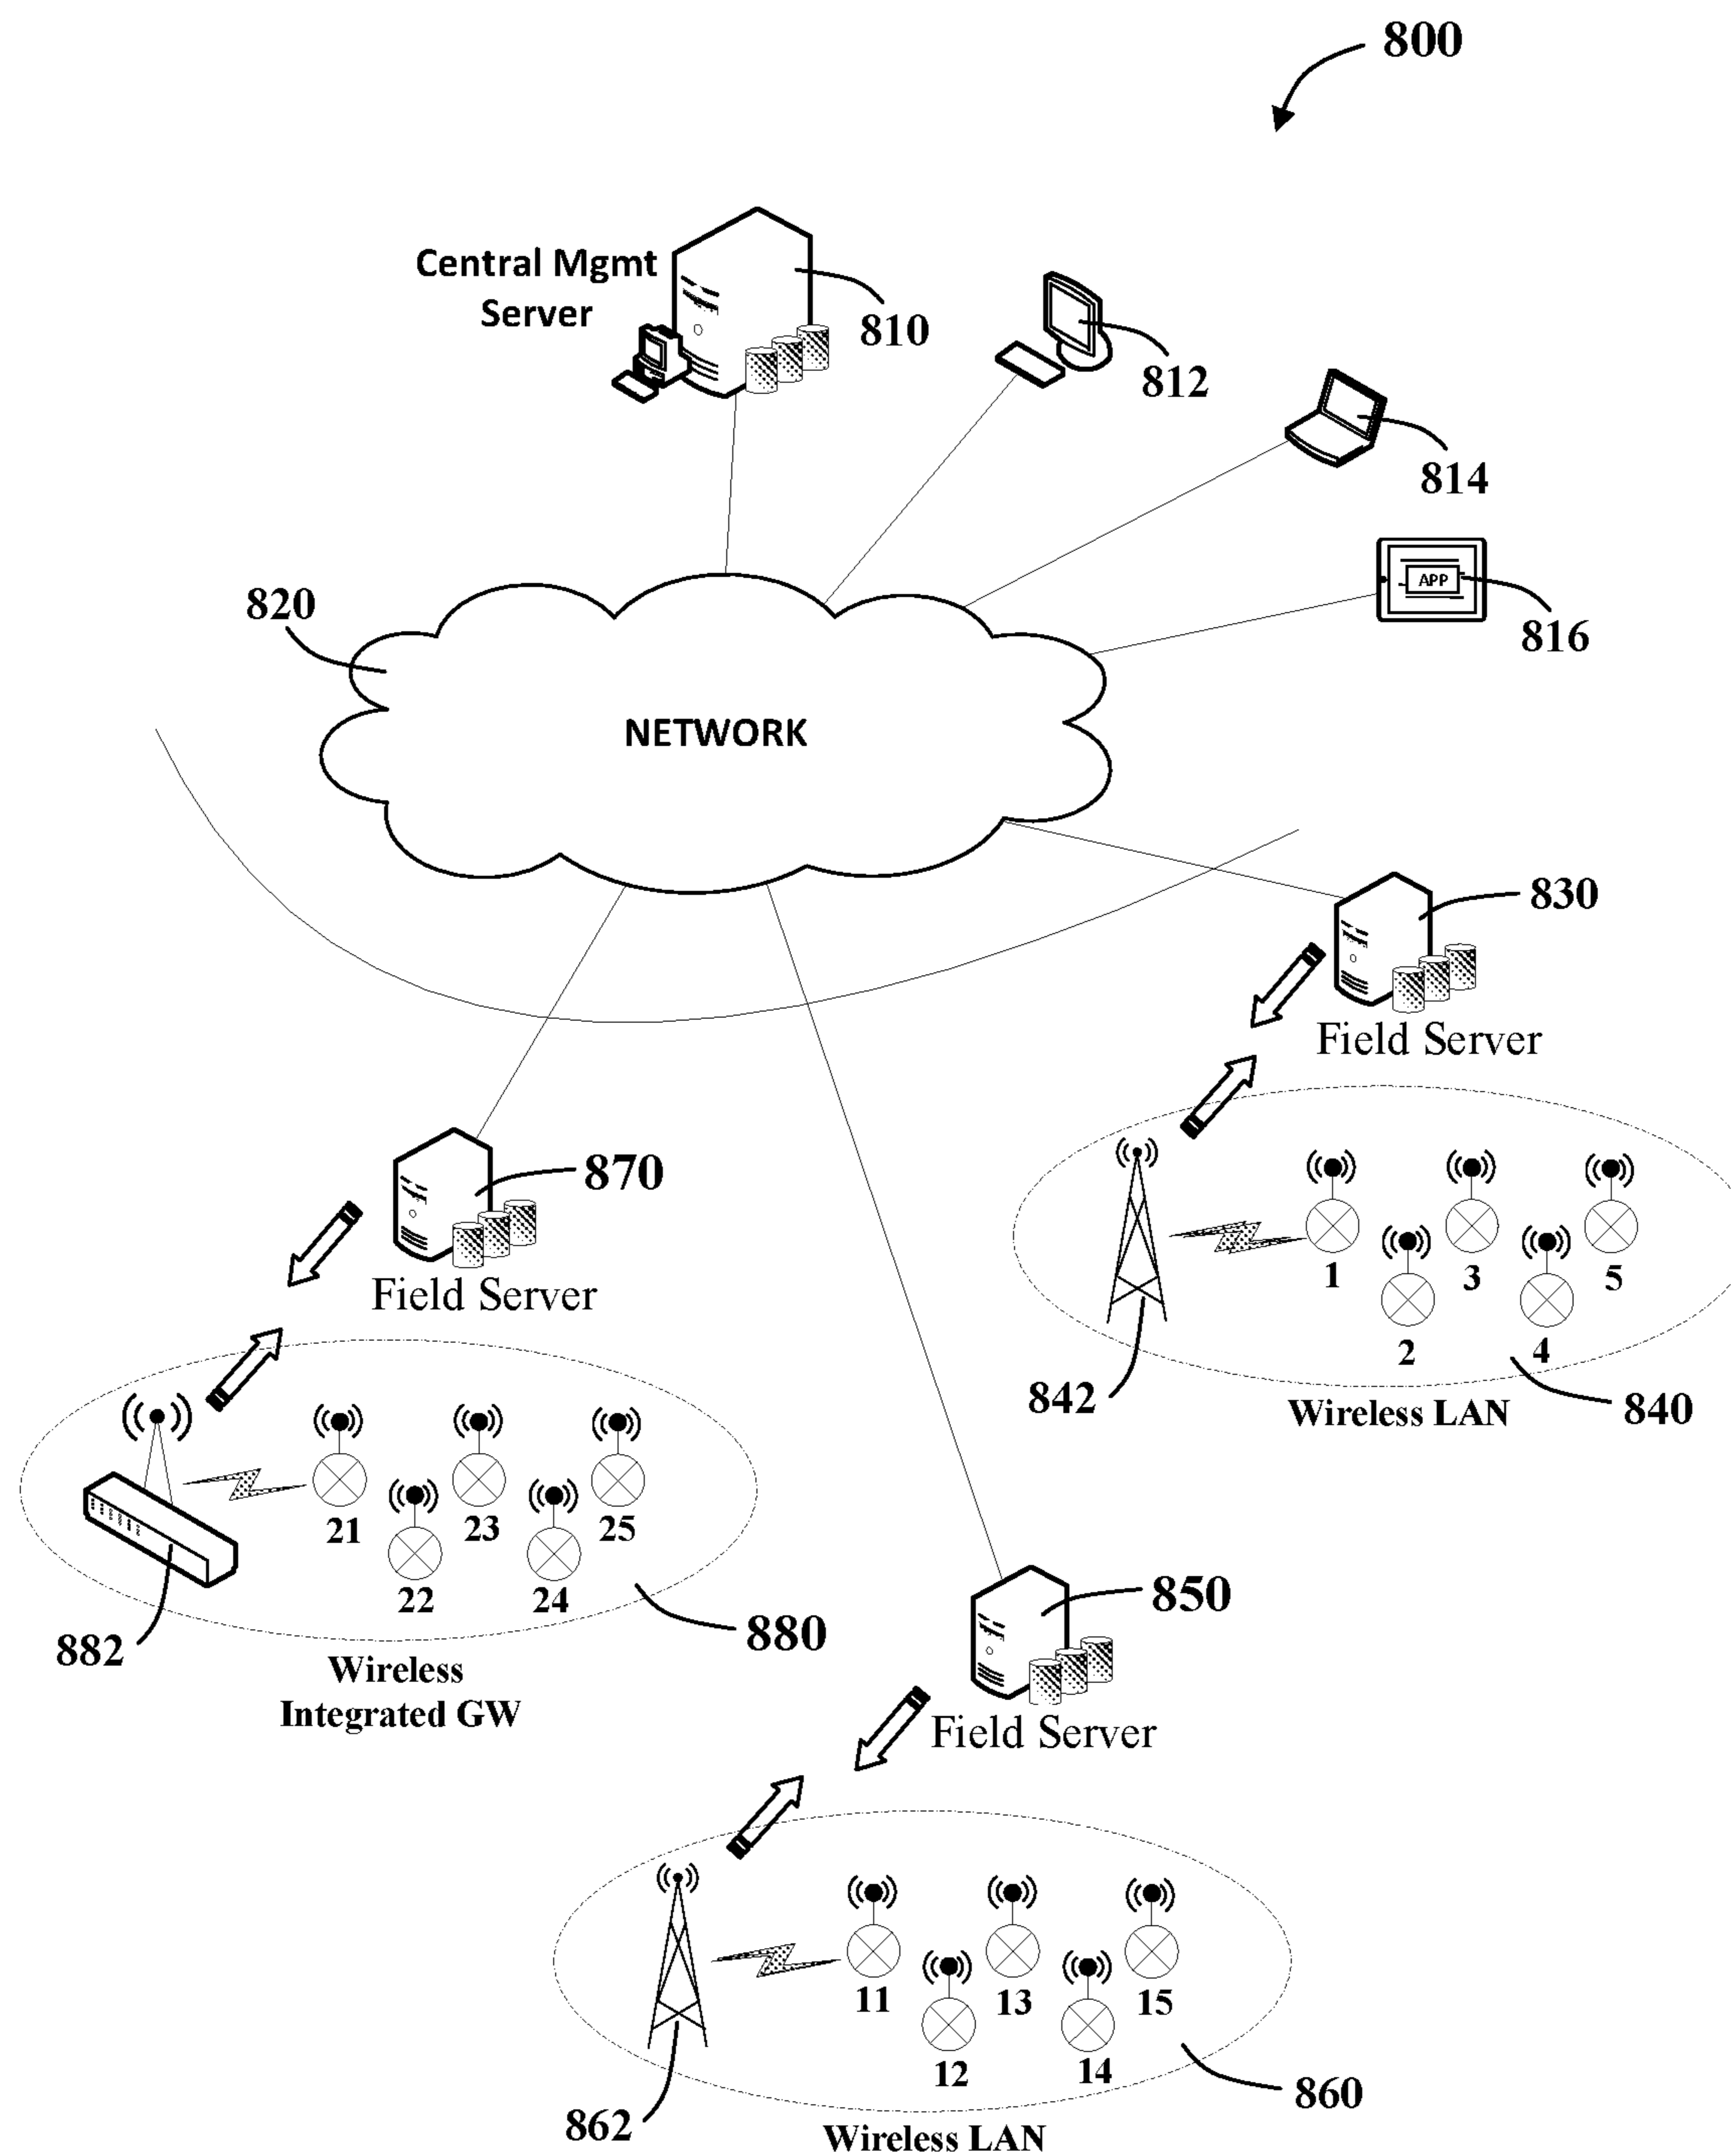 800
Central Mgmt
Server
810
812
814
APP
816
820
NETWORK
830
Field Server
870
Field Server
1
3
5
2
4
842
Wireless LAN
840
21
23
25
22
24
882
880
Wireless
Integrated GW
850
Field Server
11
13
15
12
14
862
860
Wireless LAN